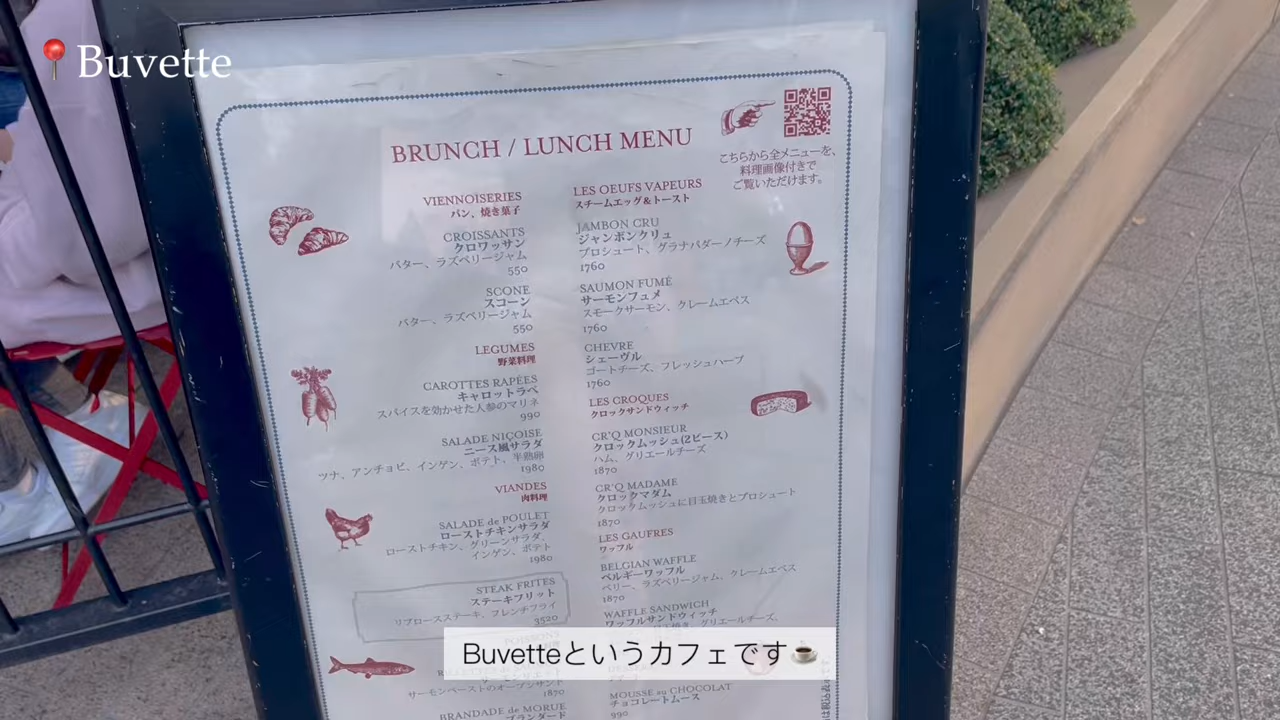 📍Buvette
BRUNCH / LUNCH MENU
こちらから全メニューを、
料理画像付きで
ご覧いただけます。
VIENNOISERIES
パン、焼き菓子
CROISSANTS
クロワッサン
バター、ラズベリージャム
550
SCONE
スコーン
バター、ラズベリージャム
550
LEGUMES
野菜料理
CAROTTES RAPÉES
キャロットラペ
スパイスを効かせた人参のマリネ
990
SALADE NIÇOISE
ニース風サラダ
ツナ、アンチョビ、インゲン、ポテト、半熟卵
1980
VIANDES
肉料理
SALADE de POULET
ローストチキンサラダ
ローストチキン、グリーンサラダ、
インゲン、ポテト
1980
STEAK FRITES
ステーキフリット
リブロースステーキ、フレンチフライ
3520
POISSONS
サーモンペーストのオープンサンド
1870
BRANDADE de MORUE
ブランダード
LES OEUFS VAPEURS
スチームエッグ&トースト
JAMBON CRU
ジャンボンクリュ
プロシュート、グラナパダーノチーズ
1760
SAUMON FUMÉ
サーモンフュメ
スモークサーモン、クレームエペス
1760
CHEVRE
シェーヴル
ゴートチーズ、フレッシュハーブ
1760
LES CROQUES
クロックサンドウィッチ
CR'Q MONSIEUR
クロックムッシュ(2ピース)
ハム、グリエールチーズ
1870
CR'Q MADAME
クロックマダム
クロックムッシュに目玉焼きとプロシュート
1870
LES GAUFRES
ワッフル
BELGIAN WAFFLE
ベルギーワッフル
ベリー、ラズベリージャム、クレームエペス
1870
WAFFLE SANDWICH
ワッフルサンドウィッチ
グリエールチーズ、
MOUSSE au CHOCOLAT
チョコレートムース
990
Buvetteというカフェです☕